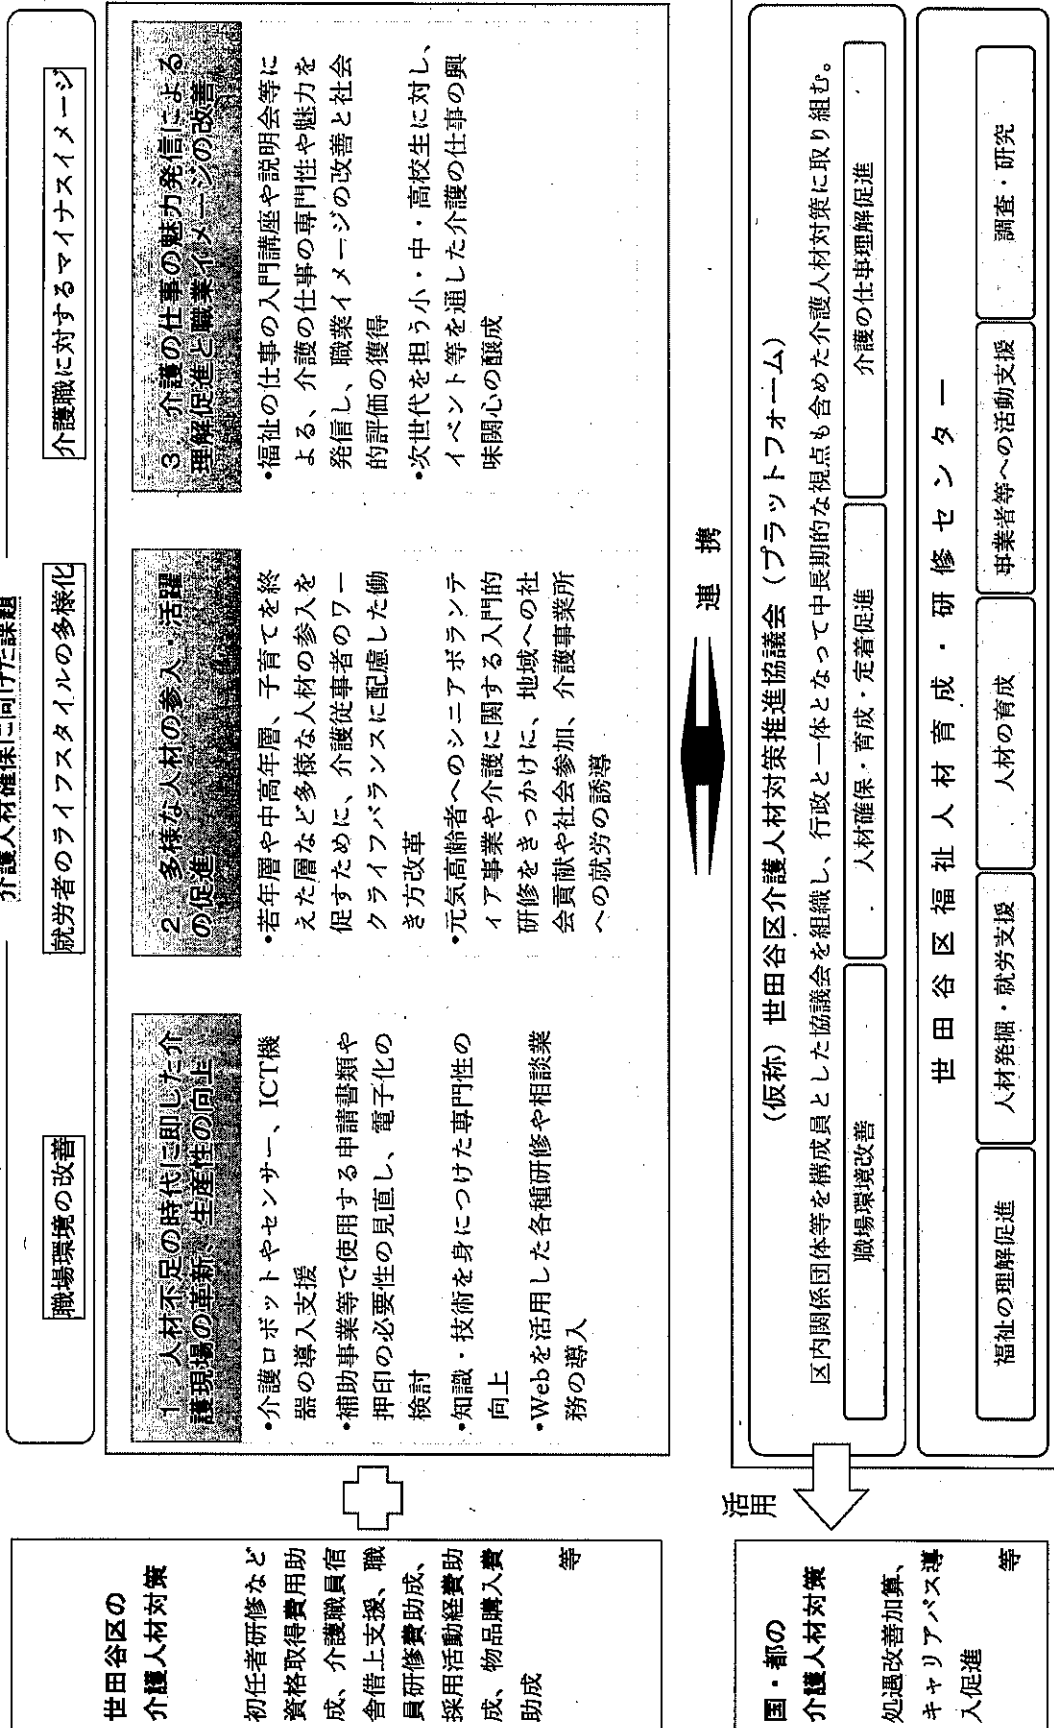 介護人材確保に向けた課題
職場環境の改善
就労者のライフスタイルの多様化
介護職に対するマイナスイメージ
世田谷区の
介護人材対策
初任者研修など
資格取得費用助
成、介護職員宿
舎借上支援、職
員研修費助成、
採用活動経費助
成、物品購入費
助成
等
1．人材不足の時代に即した介
護現場の革新、生産性の向上
•介護ロボットやセンサー、ICT機
器の導入支援
•補助事業等で使用する申請書類や
押印の必要性の見直し、電子化の
検討
•知識・技術を身につけた専門性の
向上
•Webを活用した各種研修や相談業
務の導入
2．多様な人材の参入・活躍
の促進
•若年層や中高年層、子育てを終
えた層など多様な人材の参入を
促すために、介護従事者のワー
クライフバランスに配慮した働
き方改革
•元気高齢者へのシニアボランテ
ィア事業や介護に関する入門的
研修をきっかけに、地域への社
会貢献や社会参加、介護事業所
への就労の誘導
3．介護の仕事の魅力発信による
理解促進と職業イメージの改善
•福祉の仕事の入門講座や説明会等に
よる、介護の仕事の専門性や魅力を
発信し、職業イメージの改善と社会
的評価の獲得
•次世代を担う小・中・高校生に対し、
イベント等を通した介護の仕事の興
味関心の醸成
連携
国・都の
介護人材対策
処遇改善加算、
キャリアパス導
入促進
等
活用
（仮称）世田谷区介護人材対策推進協議会（プラットフォーム）
区内関係団体等を構成員とした協議会を組織し、行政と一体となって中長期的な視点も含めた介護人材対策に取り組む。
職場環境改善
人材確保・育成・定着促進
介護の仕事理解促進
世田谷区福祉人材育成・研修センター
福祉の理解促進
人材発掘・就労支援
人材の育成
事業者等への活動支援
調査・研究